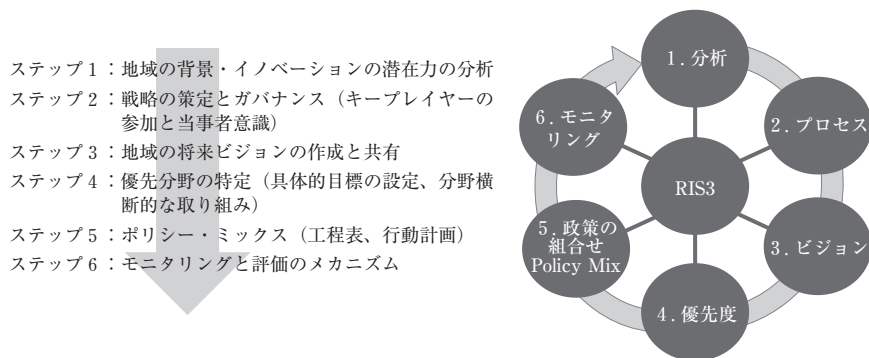 ステップ1：地域の背景・イノベーションの潜在力の分析
ステップ2：戦略の策定とガバナンス（キープレイヤーの
参加と当事者意識）
ステップ3：地域の将来ビジョンの作成と共有
ステップ4：優先分野の特定（具体的目標の設定、分野横
断的な取り組み）
ステップ5：ポリシー・ミックス（工程表、行動計画）
ステップ6：モニタリングと評価のメカニズム
1．分析
2．プロセス
3．ビジョン
4．優先度
5．政策の
組合せ
Policy Mix
6．モニタ
リング
RIS3